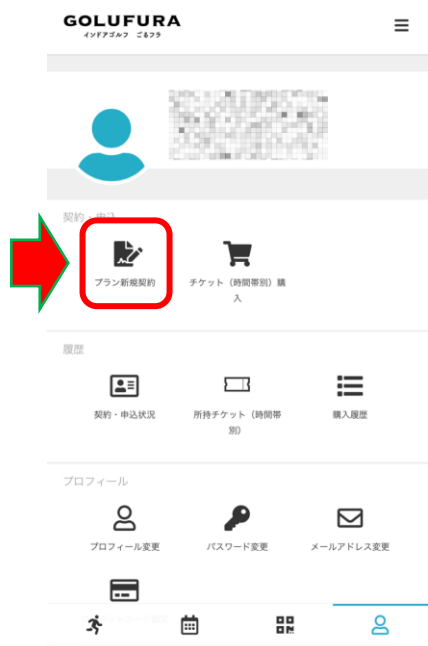 GOLUFURA
インドアゴルフ ごるフラ
契約・申込
プラン新規契約
チケット（時間帯別）購
入
履歴
契約・申込状況
所持チケット（時間帯
別）
購入履歴
プロフィール
プロフィール変更
パスワード変更
メールアドレス変更